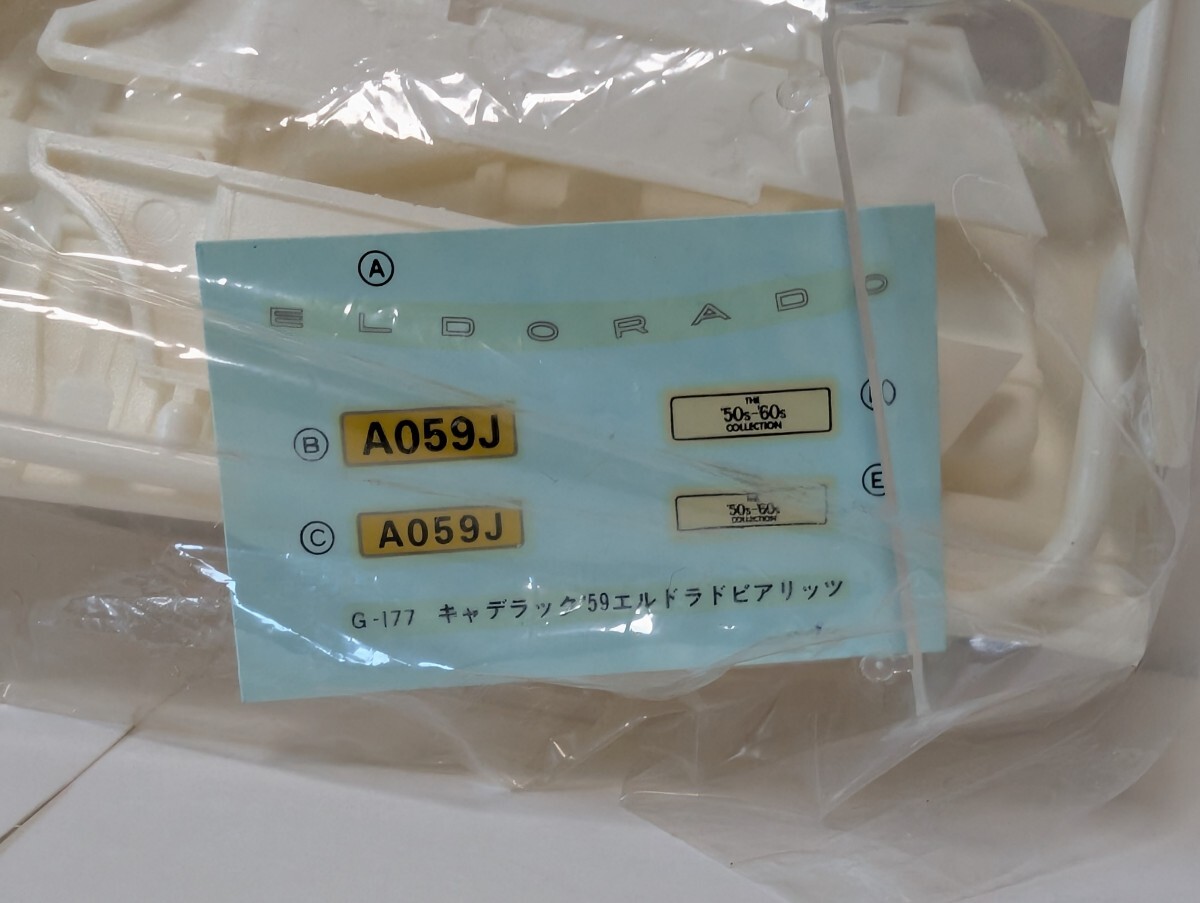 A
ELDORADO
B
A059J
THE
'50s-'60s
COLLECTION
D
C
A059J
THE
'50s-'60s
COLLECTION
E
G-177 キャデラック'59エルドラドビアリッツ